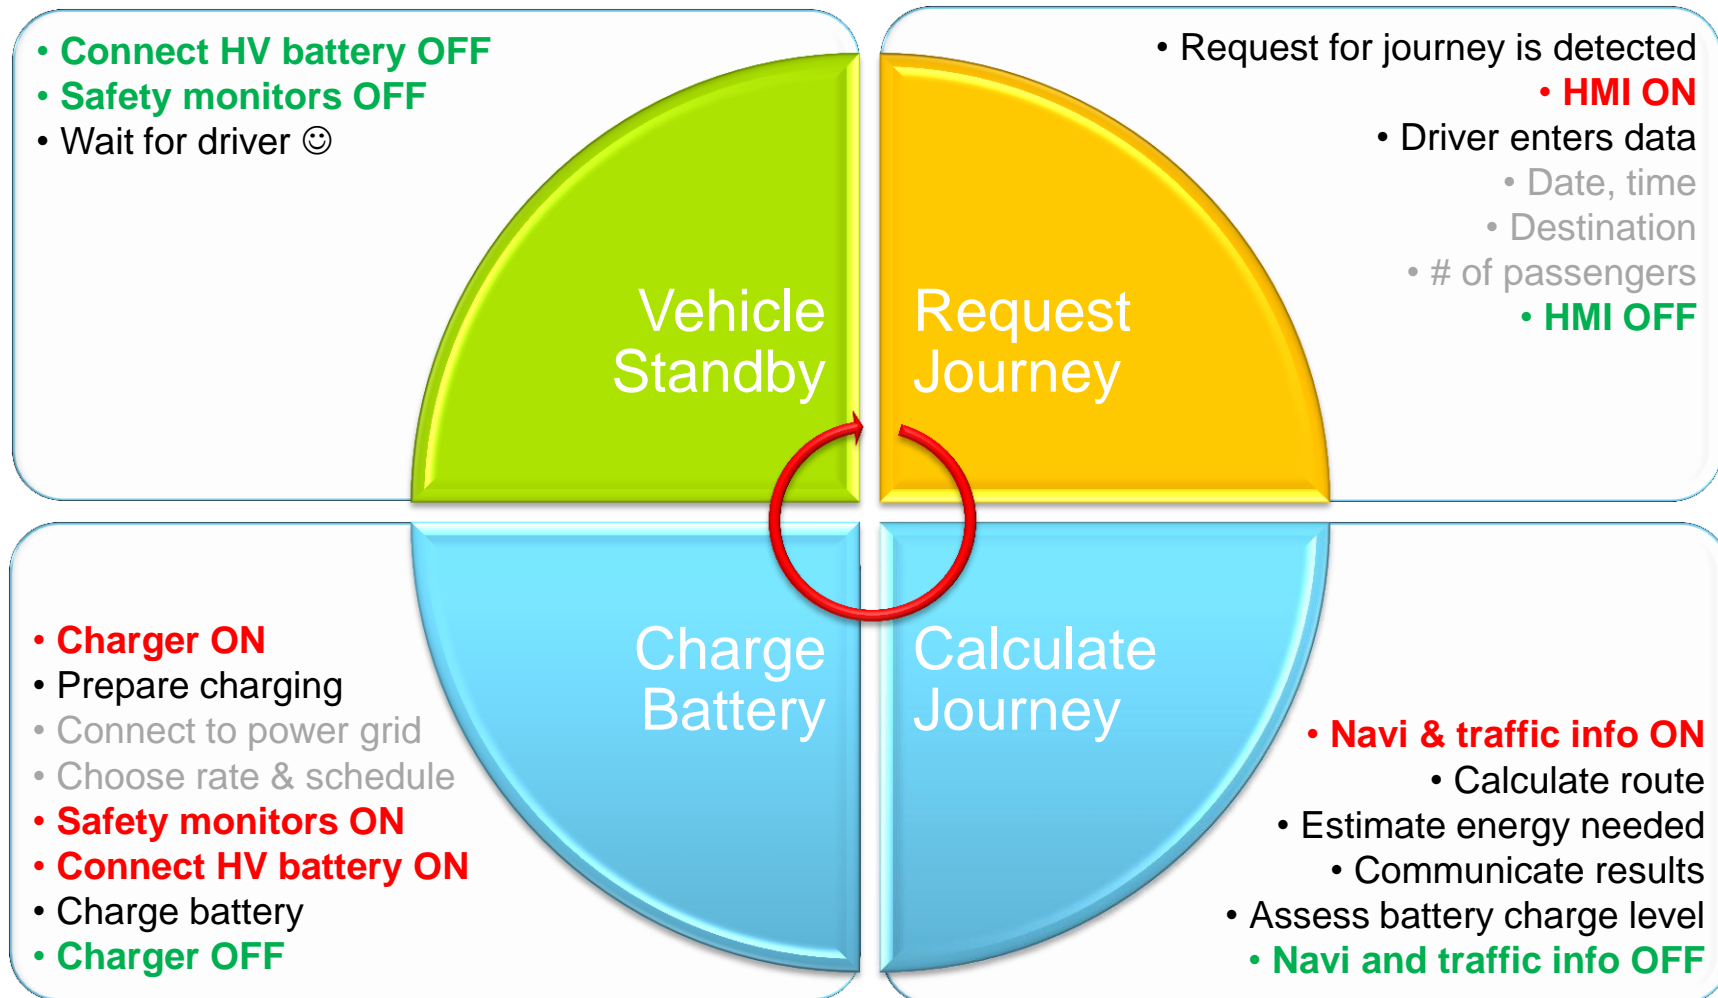 • Connect HV battery OFF
• Safety monitors OFF
• Wait for driver ☺
Vehicle
Standby
• Request for journey is detected
• HMI ON
• Driver enters data
• Date, time
• Destination
• # of passengers
• HMI OFF
Request
Journey
• Charger ON
• Prepare charging
• Connect to power grid
• Choose rate & schedule
• Safety monitors ON
• Connect HV battery ON
• Charge battery
• Charger OFF
Charge
Battery
Calculate
Journey
• Navi & traffic info ON
• Calculate route
• Estimate energy needed
• Communicate results
• Assess battery charge level
• Navi and traffic info OFF